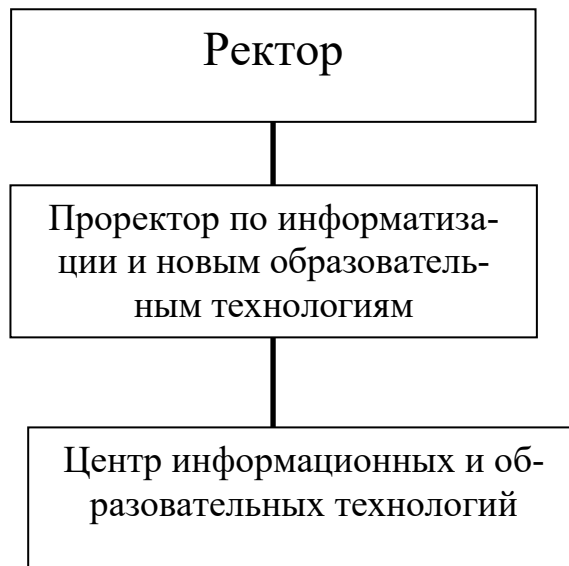 Ректор
Проректор по информатиза-
ции и новым образователь-
ным технологиям
Центр информационных и об-
разовательных технологий